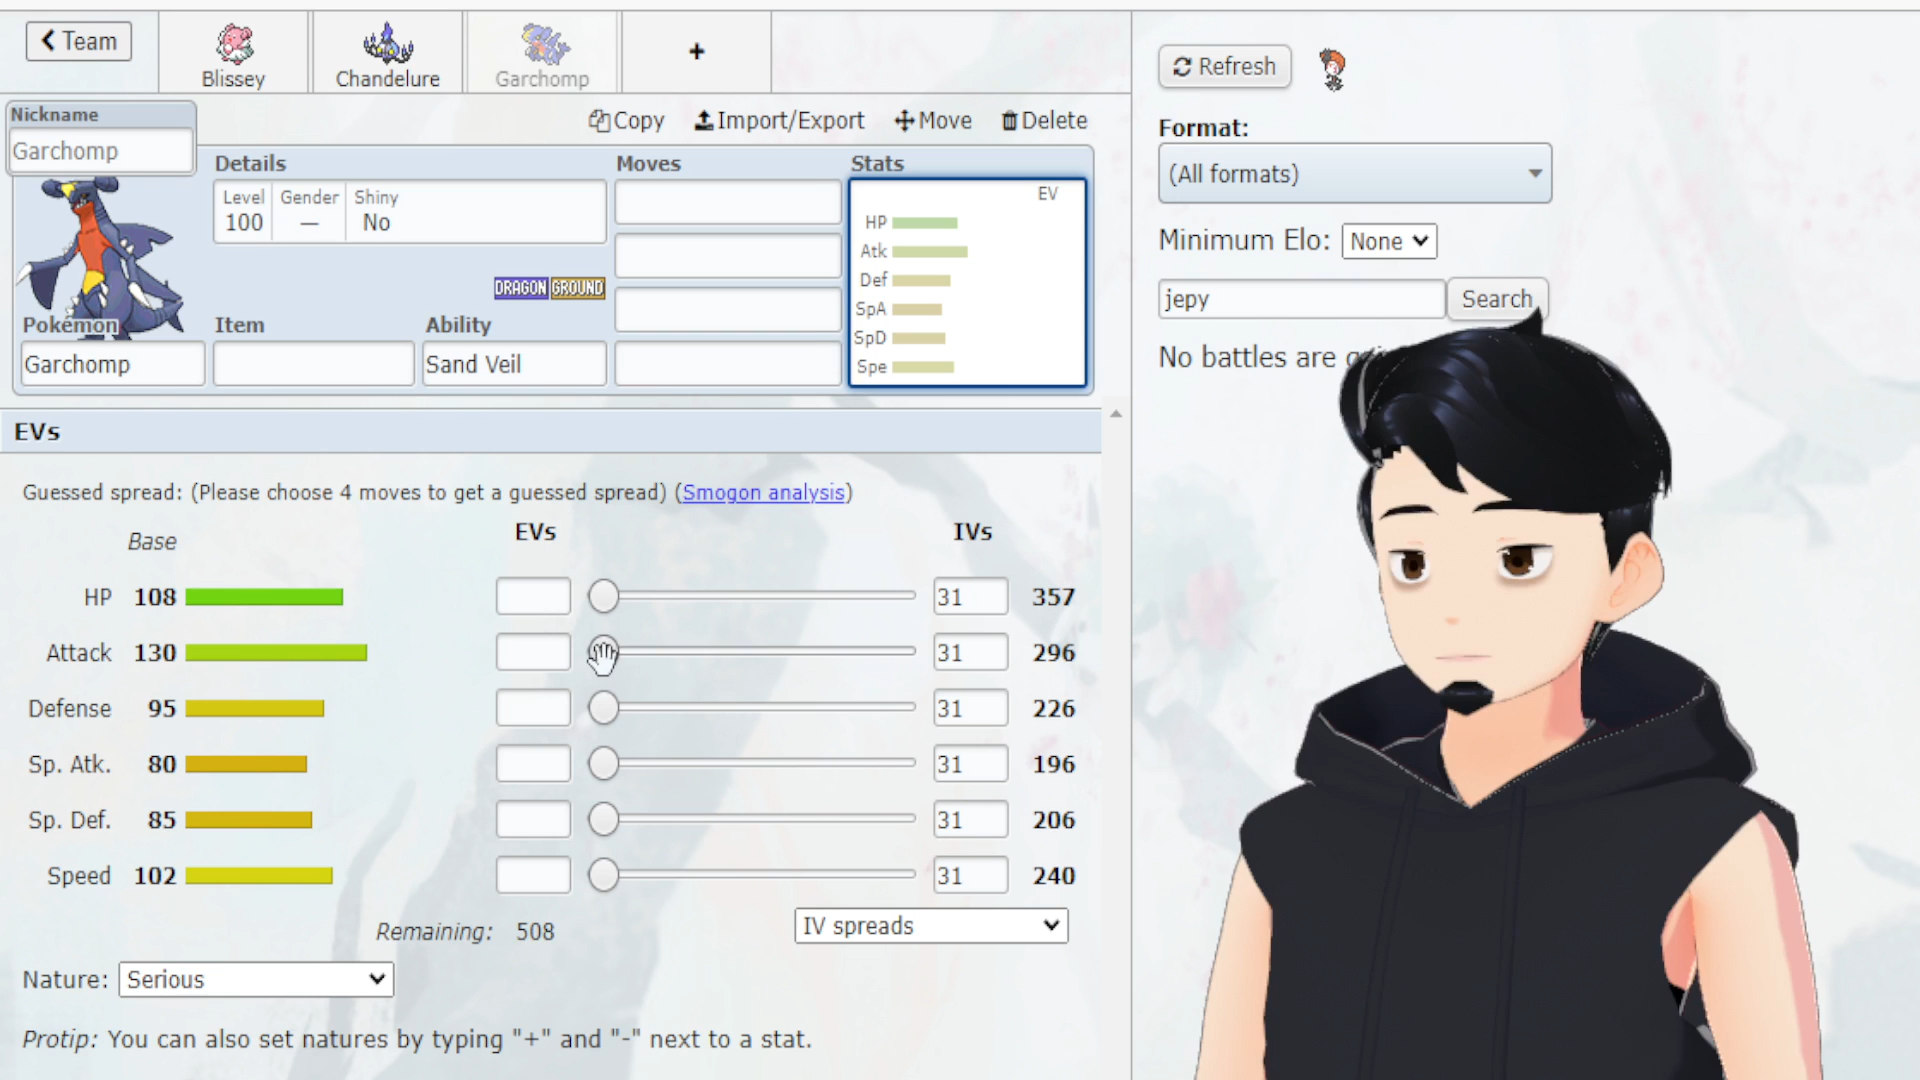 Team
Blissey
Chandelure
Garchomp
+
Copy
Import/Export
Move
Delete
Nickname
Garchomp
Details
Level
100
Gender
—
Shiny
No
DRAGON
GROUND
Pokémon
Garchomp
Item
Ability
Sand Veil
Moves
Stats
EV
HP
Atk
Def
SpA
SpD
Spe
EVs
Guessed spread: (Please choose 4 moves to get a guessed spread) (Smogon analysis)
Base
EVs
IVs
HP 108 31 357
Attack 130 31 296
Defense 95 31 226
Sp. Atk. 80 31 196
Sp. Def. 85 31 206
Speed 102 31 240
Remaining: 508
IV spreads
Nature: Serious
Protip: You can also set natures by typing "+" and "-" next to a stat.
Refresh
Format:
(All formats)
Minimum Elo: None
jepy
Search
No battles are